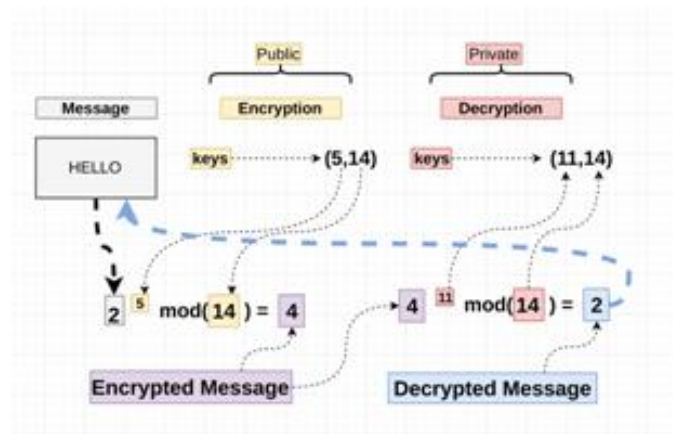 Public
Private
Message
Encryption
Decryption
HELLO
keys
(5,14)
keys
(11,14)
2 5 mod( 14 ) = 4
4 11 mod( 14 ) = 2
Encrypted Message
Decrypted Message